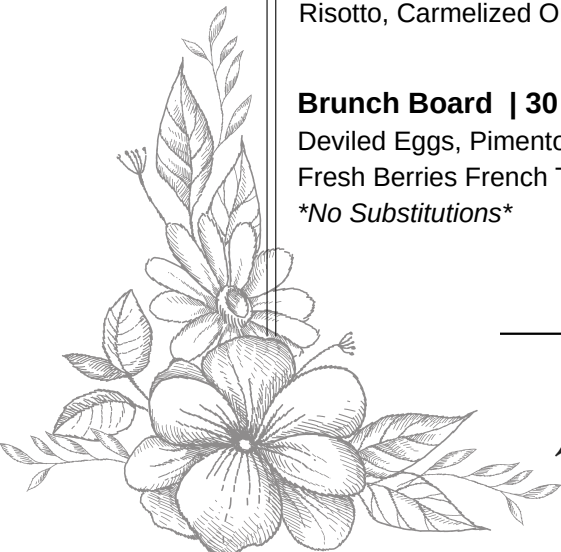 Risotto, Carmelized O
Brunch Board | 30
Deviled Eggs, Pimento
Fresh Berries French T
*No Substitutions*